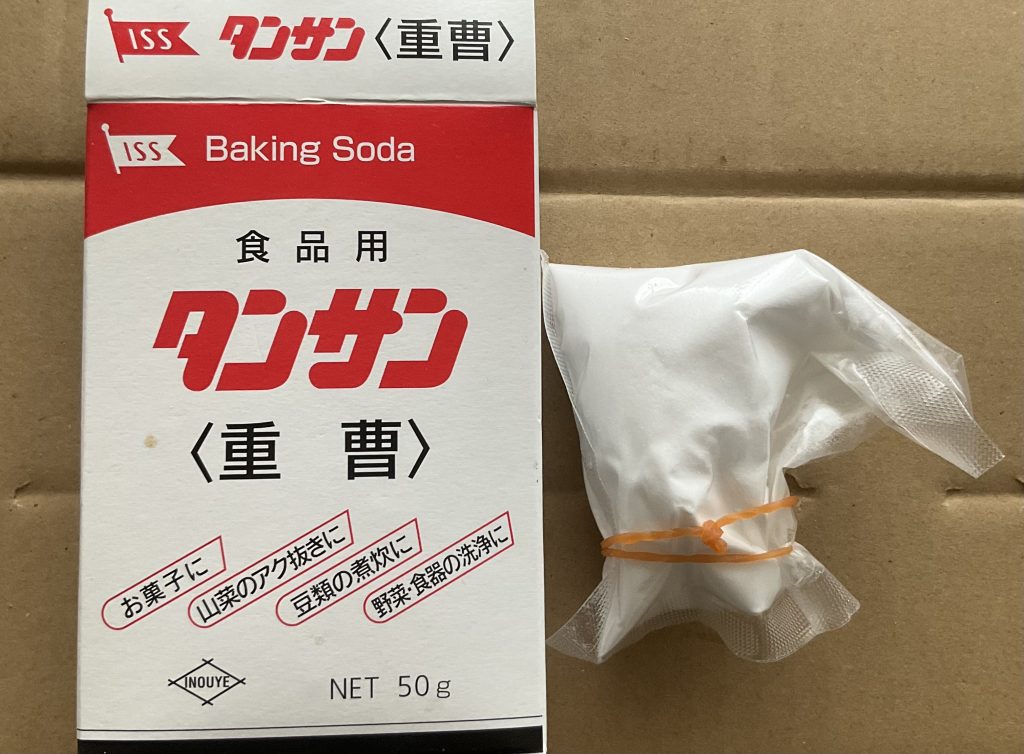 ISS タンサン〈重曹〉
ISS Baking Soda
食品用
タンサン
〈重曹〉
お菓子に
山菜のアク抜きに
豆類の煮炊に
野菜・食器の洗浄に
INOUYE
NET 50g